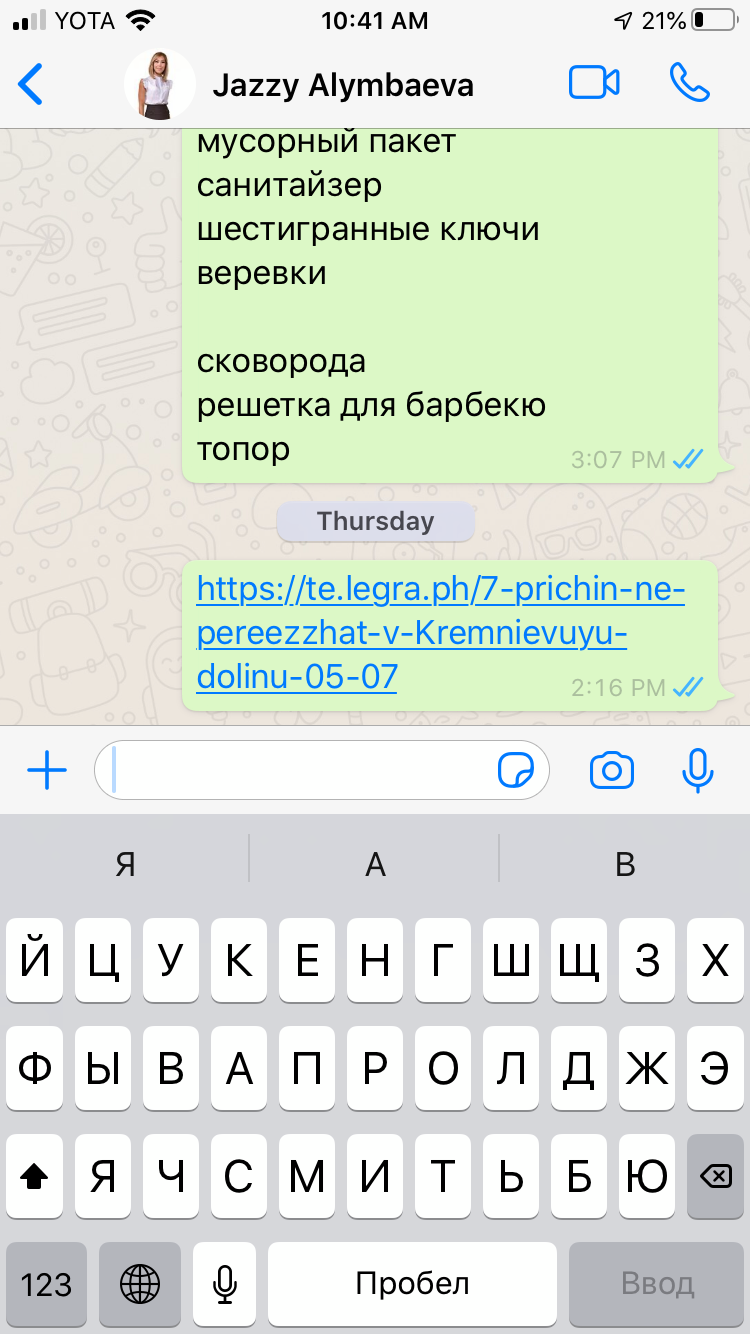 YOTA 10:41 AM 21%
Jazzy Alymbaeva
мусорный пакет
санитайзер
шестигранные ключи
веревки
сковорода
решетка для барбекю
топор
3:07 PM
Thursday
https://te.legra.ph/7-prichin-ne-
pereezzhat-v-Kremnievuyu-
dolinu-05-07
2:16 PM
Я А В
Й Ц У К Е Н Г Ш Щ З Х
Ф Ы В А П Р О Л Д Ж Э
Я Ч С М И Т Ь Б Ю
123 Пробел Ввод